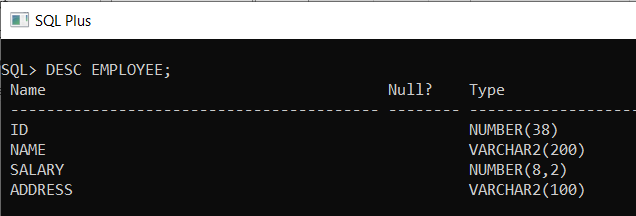 SQL Plus
SQL> DESC EMPLOYEE;
Name Null? Type
----------------------------------------- -------- ----------------------------
ID NUMBER(38)
NAME VARCHAR2(200)
SALARY NUMBER(8,2)
ADDRESS VARCHAR2(100)